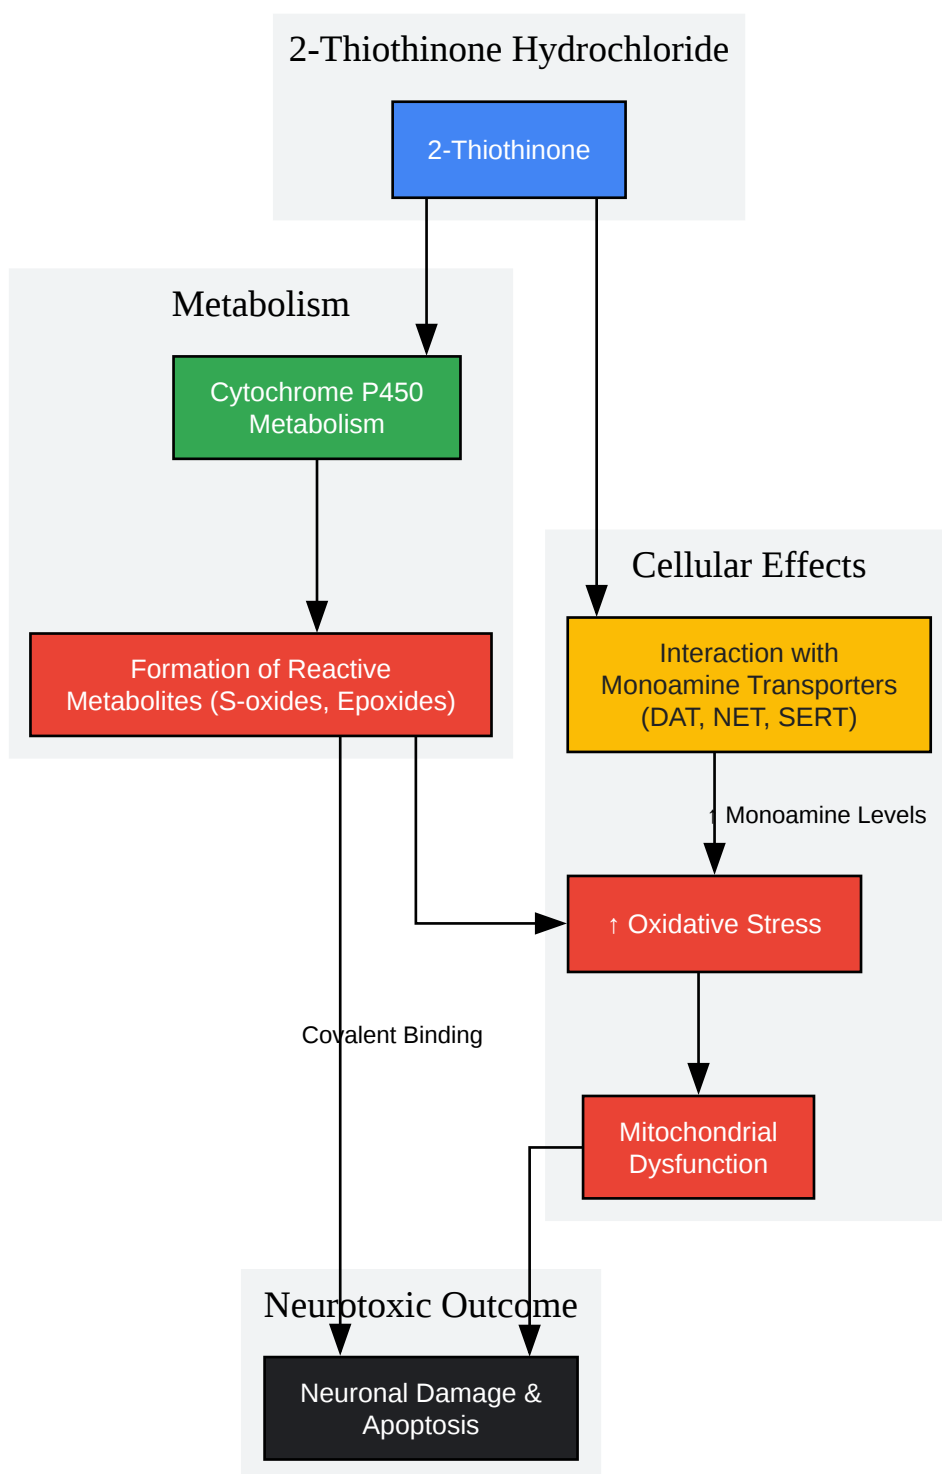 2-Thiothinone Hydrochloride
2-Thiothinone
Metabolism
Cytochrome P450
Metabolism
Formation of Reactive
Metabolites (S-oxides, Epoxides)
Cellular Effects
Interaction with
Monoamine Transporters
(DAT, NET, SERT)
↑ Monoamine Levels
↑ Oxidative Stress
Covalent Binding
Mitochondrial
Dysfunction
Neurotoxic Outcome
Neuronal Damage &
Apoptosis